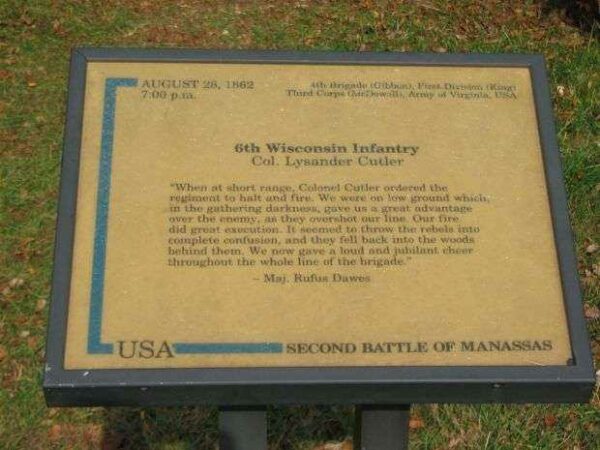 AUGUST 28, 1862
7:00 p.m.
4th Brigade (Gibbon), First Division (King)
Third Corps (McDowell), Army of Virginia, USA
6th Wisconsin Infantry
Col. Lysander Cutler
"When at short range, Colonel Cutler ordered the
regiment to halt and fire. We were on low ground which,
in the gathering darkness, gave us a great advantage
over the enemy, as they overshot our line. Our fire
did great execution. It seemed to throw the rebels into
complete confusion, and they fell back into the woods
behind them. We now gave a loud and jubilant cheer
throughout the whole line of the brigade."
– Maj. Rufus Dawes
USA
SECOND BATTLE OF MANASSAS